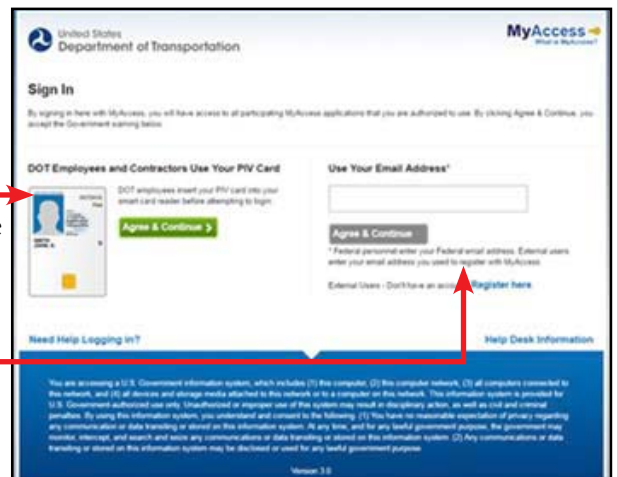 United States
Department of Transportation
MyAccess
What is MyAccess?
Sign In
By signing in here with MyAccess, you will have access to all participating MyAccess applications that you are authorized to use. By clicking Agree & Continue, you
accept the Government warning below.
DOT Employees and Contractors Use Your PIV Card
DOT employees insert your PIV card into your
smart card reader before attempting to login.
Agree & Continue >
Use Your Email Address*
Agree & Continue
* Federal personnel enter your Federal email address. External users
enter your email address you used to register with MyAccess.
External Users - Don't have an Register here
e
Need Help Logging in?
Help Desk Information
You are accessing a U.S. Government information system, which includes (1) this computer, (2) this computer network, (3) all computers connected to
this network, and (4) all devices and storage media attached to this network or to a computer on this network. This information system is provided for
U.S. Government-authorized use only. Unauthorized or improper use of this system may result in disciplinary action, as well as civil and criminal
penalties. By using this information system, you understand and consent to the following: (1) You have no reasonable expectation of privacy regarding
any communication or data transiting or stored on this information system. At any time, and for any lawful government purpose, the government may
monitor, intercept, and search and seize any communications or data transiting or stored on this information system. (2) Any communications or data
transiting or stored on this information system may be disclosed or used for any lawful government purpose.
Version 3.0